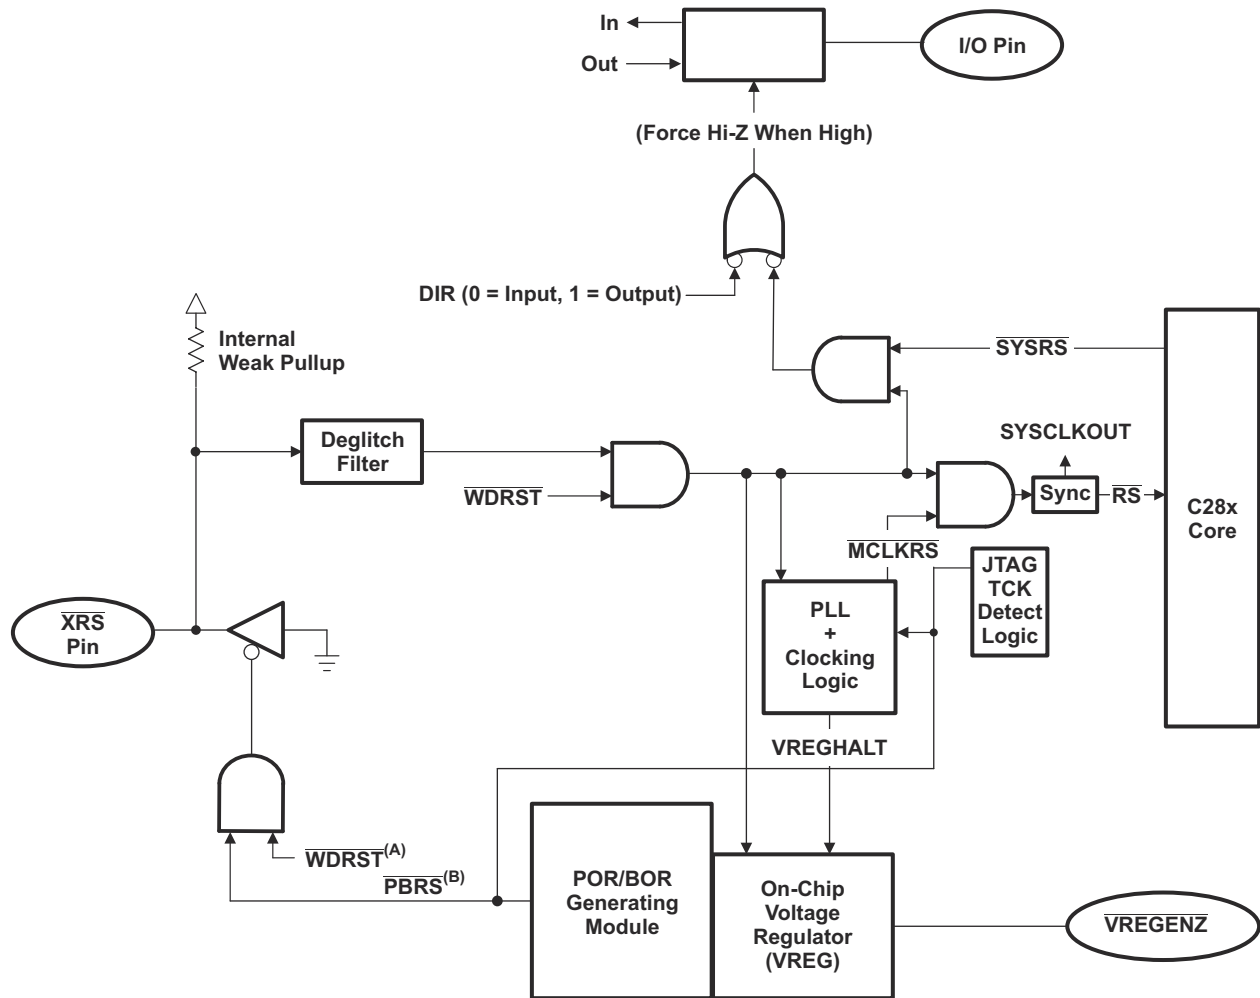 In
Out
I/O Pin
(Force Hi-Z When High)
DIR (0 = Input, 1 = Output)
Internal
Weak Pullup
SYSRS
Deglitch
Filter
SYSCLKOUT
WDRST
Sync
RS
C28x
Core
MCLKRS
JTAG
TCK
Detect
Logic
XRS
Pin
PLL
+
Clocking
Logic
VREGHALT
WDRST(A)
PBRS(B)
POR/BOR
Generating
Module
On-Chip
Voltage
Regulator
(VREG)
VREGENZ